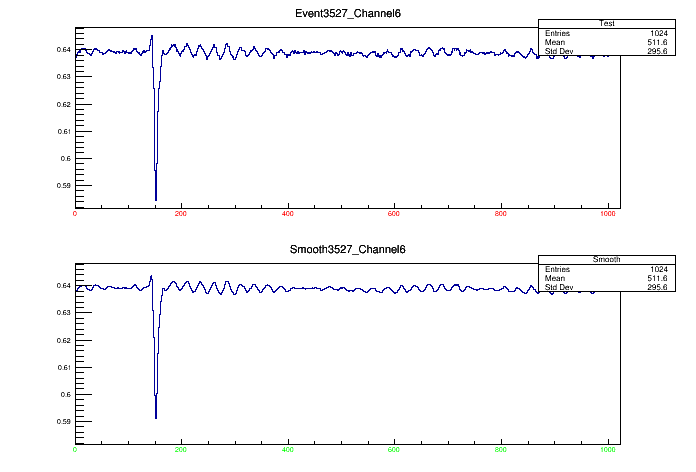 Event3527_Channel6
Test
Entries 1024
Mean 511.6
Std Dev 295.6
0.64
0.63
0.62
0.61
0.6
0.59
0 200 400 600 800 1000
Smooth3527_Channel6
Smooth
Entries 1024
Mean 511.6
Std Dev 295.6
0.64
0.63
0.62
0.61
0.6
0.59
0 200 400 600 800 1000